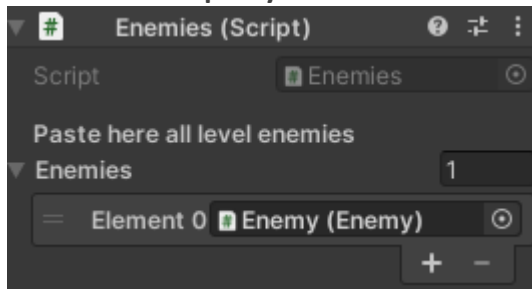 Enemies (Script)
Script Enemies
Paste here all level enemies
Enemies 1
Element 0 Enemy (Enemy)